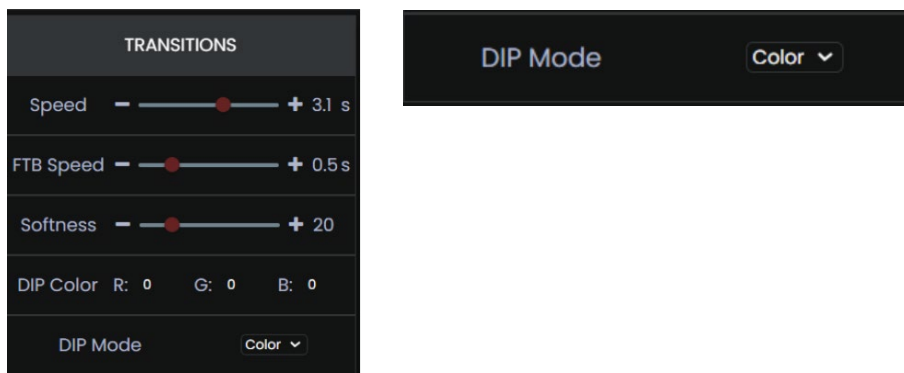 TRANSITIONS
Speed − + 3.1 s
FTB Speed − + 0.5 s
Softness − + 20
DIP Color R: 0 G: 0 B: 0
DIP Mode Color
DIP Mode Color